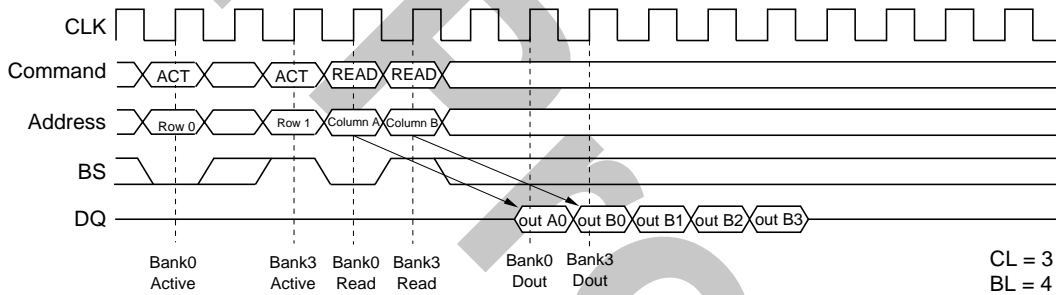 CLK
Command ACT ACT READ READ
Address Row 0 Row 1 Column A Column B
BS
DQ out A0 out B0 out B1 out B2 out B3
Bank0 Active
Bank3 Active
Bank0 Read
Bank3 Read
Bank0 Dout
Bank3 Dout
CL = 3
BL = 4